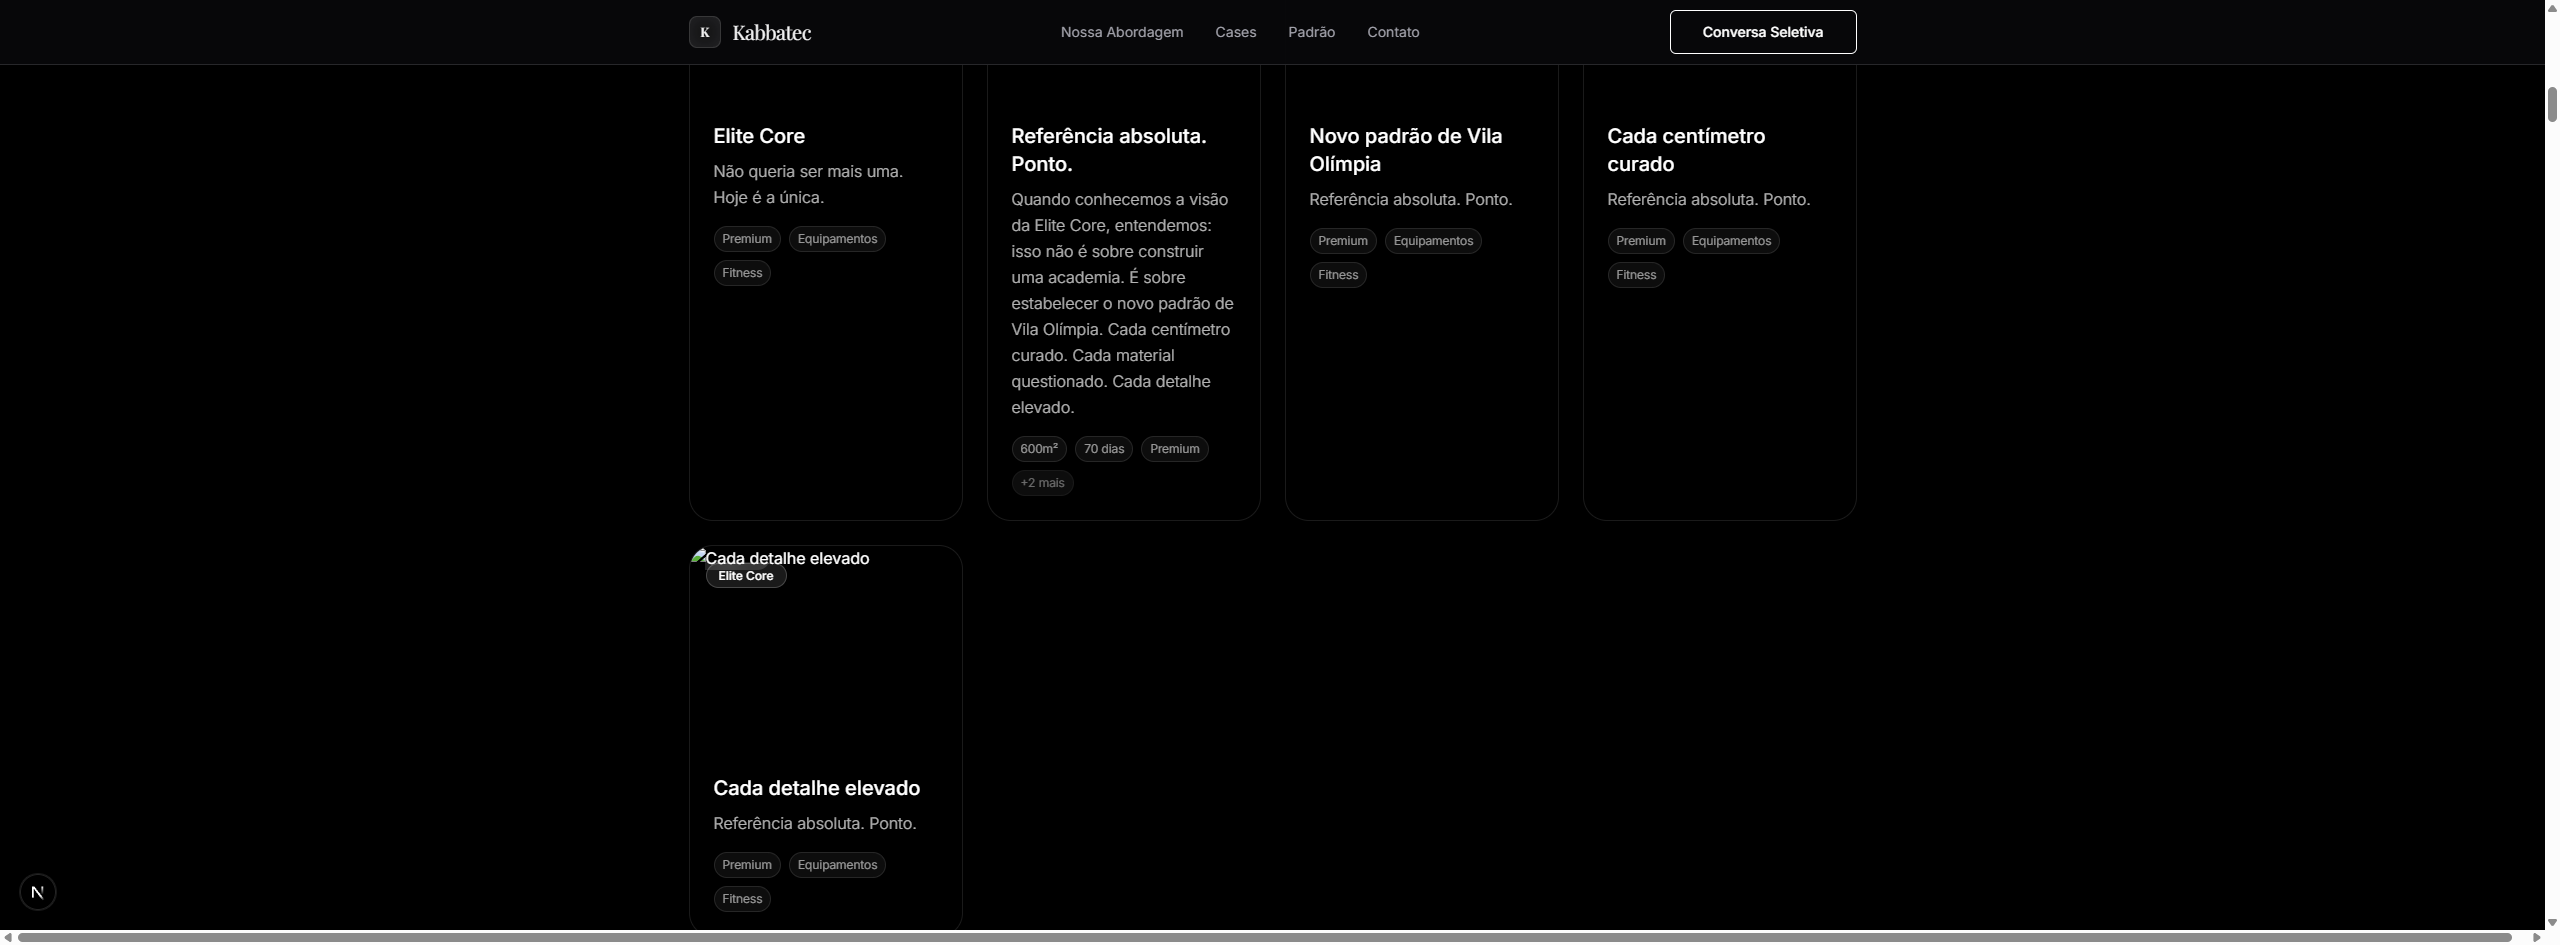 K
Kabbatec
Nossa Abordagem
Cases
Padrão
Contato
Conversa Seletiva
Elite Core
Não queria ser mais uma.
Hoje é a única.
Premium
Equipamentos
Fitness
Referência absoluta.
Ponto.
Quando conhecemos a visão
da Elite Core, entendemos:
isso não é sobre construir
uma academia. É sobre
estabelecer o novo padrão de
Vila Olímpia. Cada centímetro
curado. Cada material
questionado. Cada detalhe
elevado.
600m²
70 dias
Premium
+2 mais
Novo padrão de Vila
Olímpia
Referência absoluta. Ponto.
Premium
Equipamentos
Fitness
Cada centímetro
curado
Referência absoluta. Ponto.
Premium
Equipamentos
Fitness
Cada detalhe elevado
Elite Core
Cada detalhe elevado
Referência absoluta. Ponto.
Premium
Equipamentos
Fitness
N